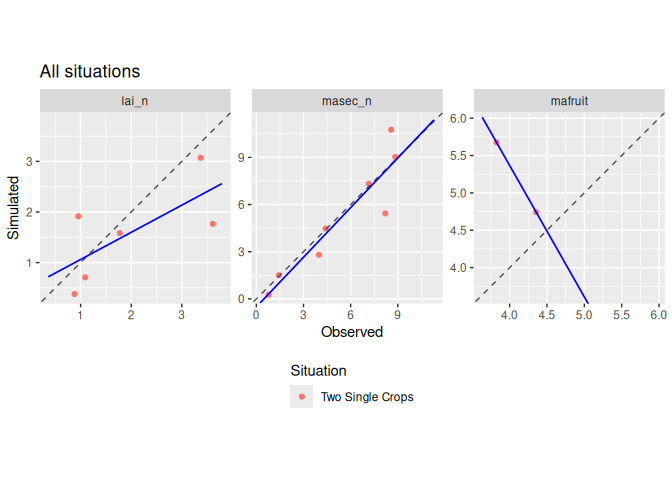 All situations
lai_n masec_n mafruit
Simulated
3
2
1
9
6
3
0
6.0
5.5
5.0
4.5
4.0
1 2 3
0 3 6 9
4.0 4.5 5.0 5.5 6.0
Observed
Situation
Two Single Crops